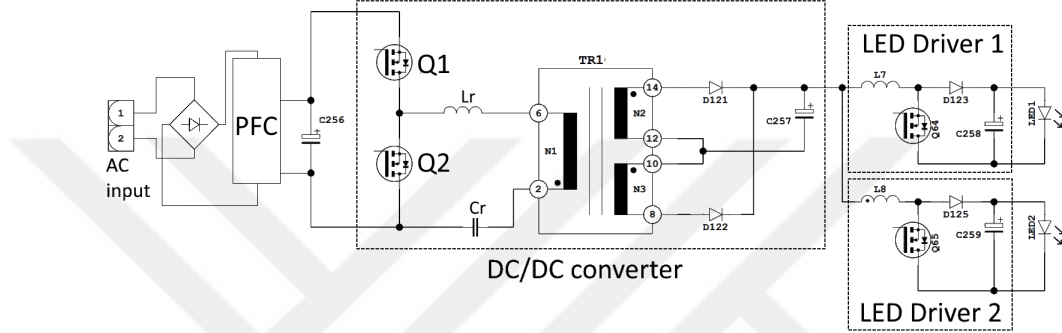 1
2
AC
input
PFC
C256
+
Q1
Q2
Lr
Cr
TR1
6
2
N1
N2
N3
14
12
10
8
D121
D122
+
C257
DC/DC converter
LED Driver 1
L7
D123
Q64
+
C258
LED1
L8
D125
Q65
+
C259
LED2
LED Driver 2